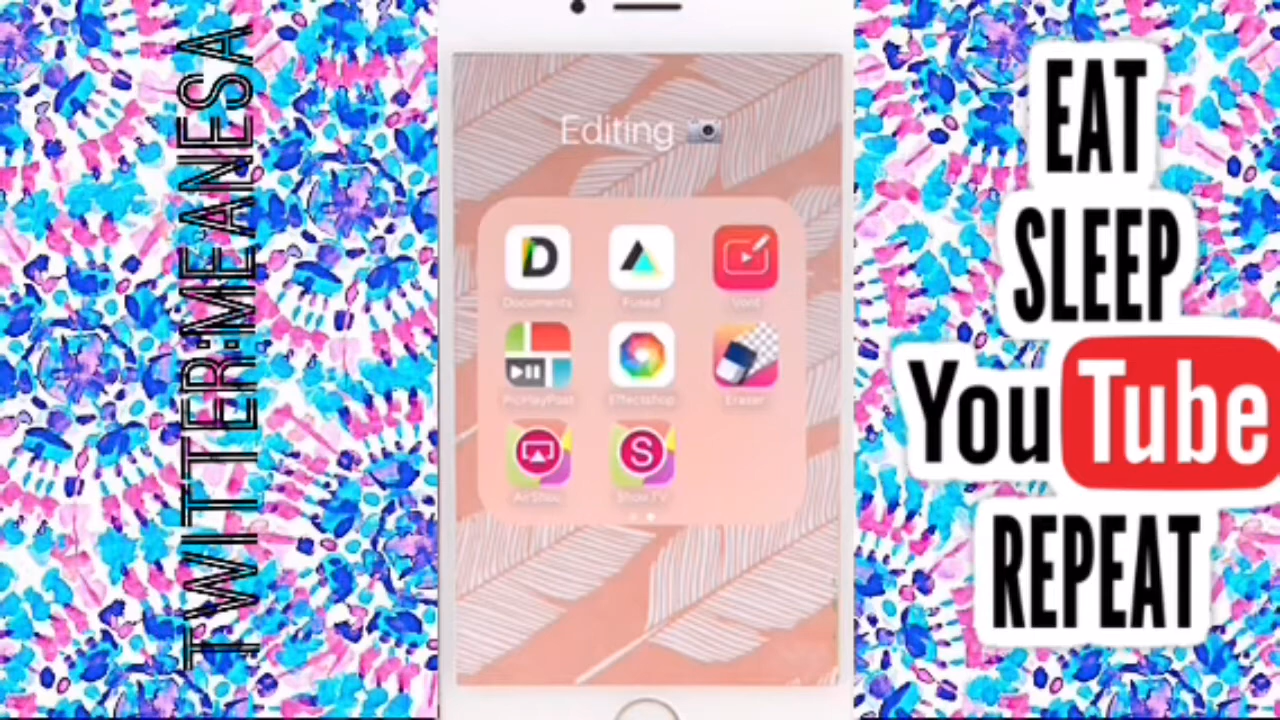 TWITTER:MEANESA
Editing 📷
Documents
Fused
Vont
PicPlayPost
Effectshop
Eraser
AirShou
Shou.TV
EAT
SLEEP
YouTube
REPEAT